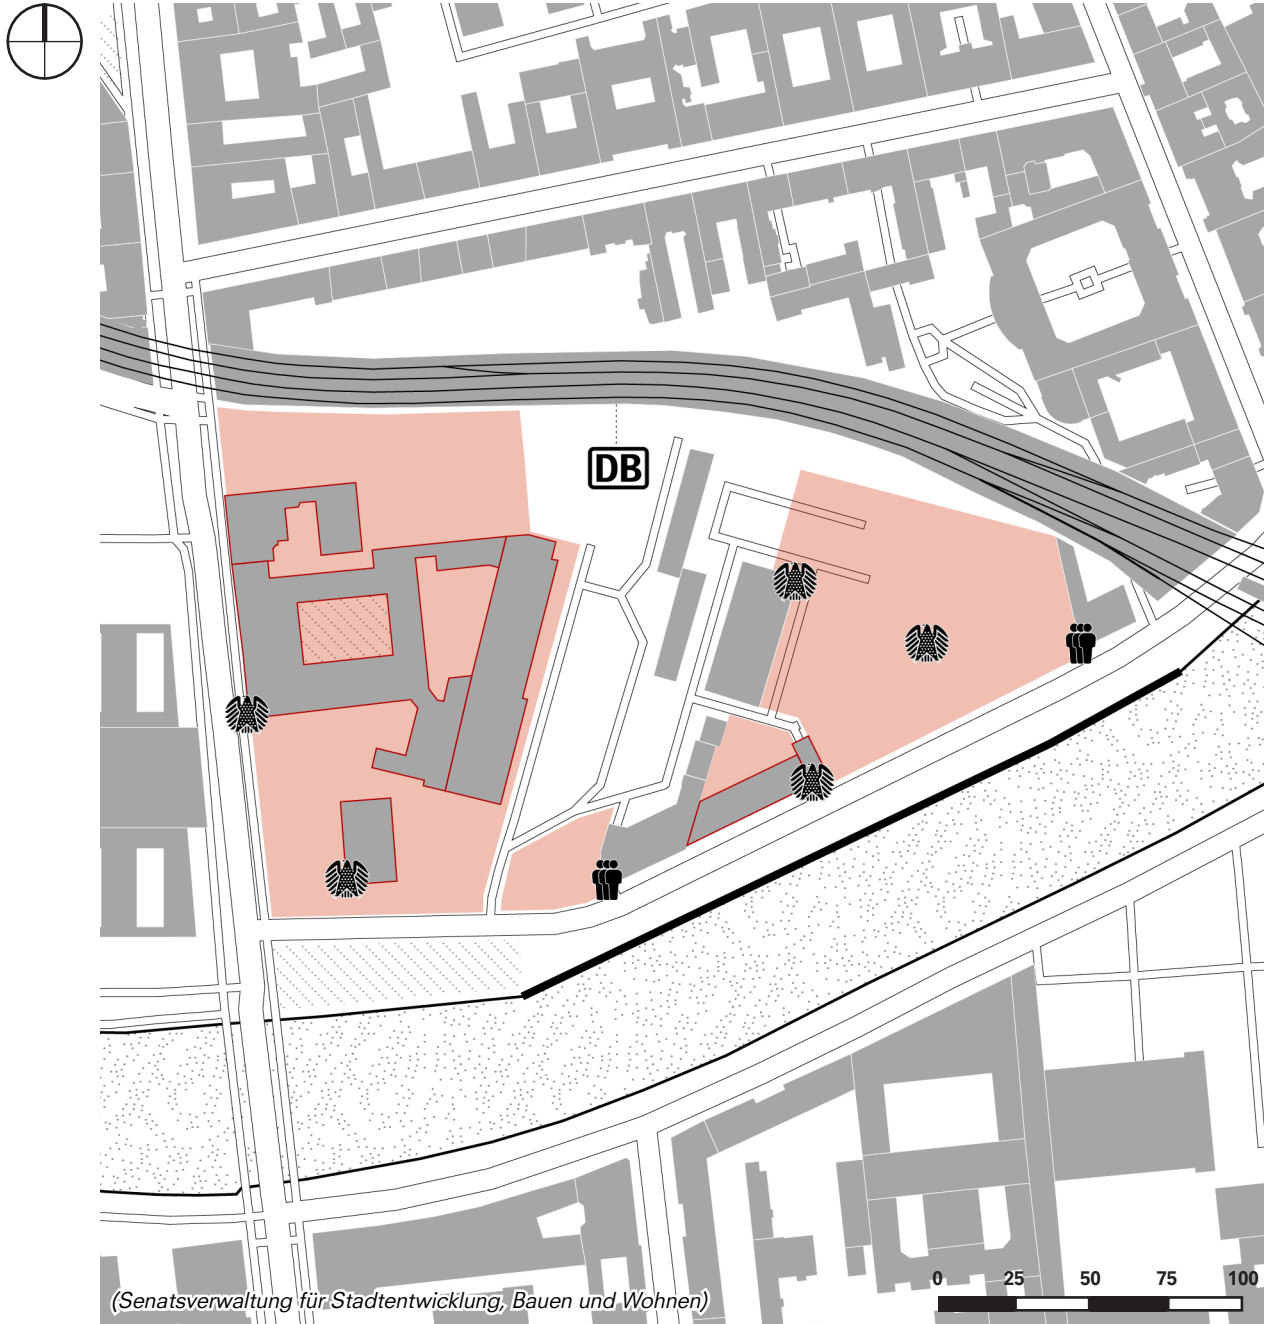 DB
0 25 50 75 100
(Senatsverwaltung für Stadtentwicklung, Bauen und Wohnen)